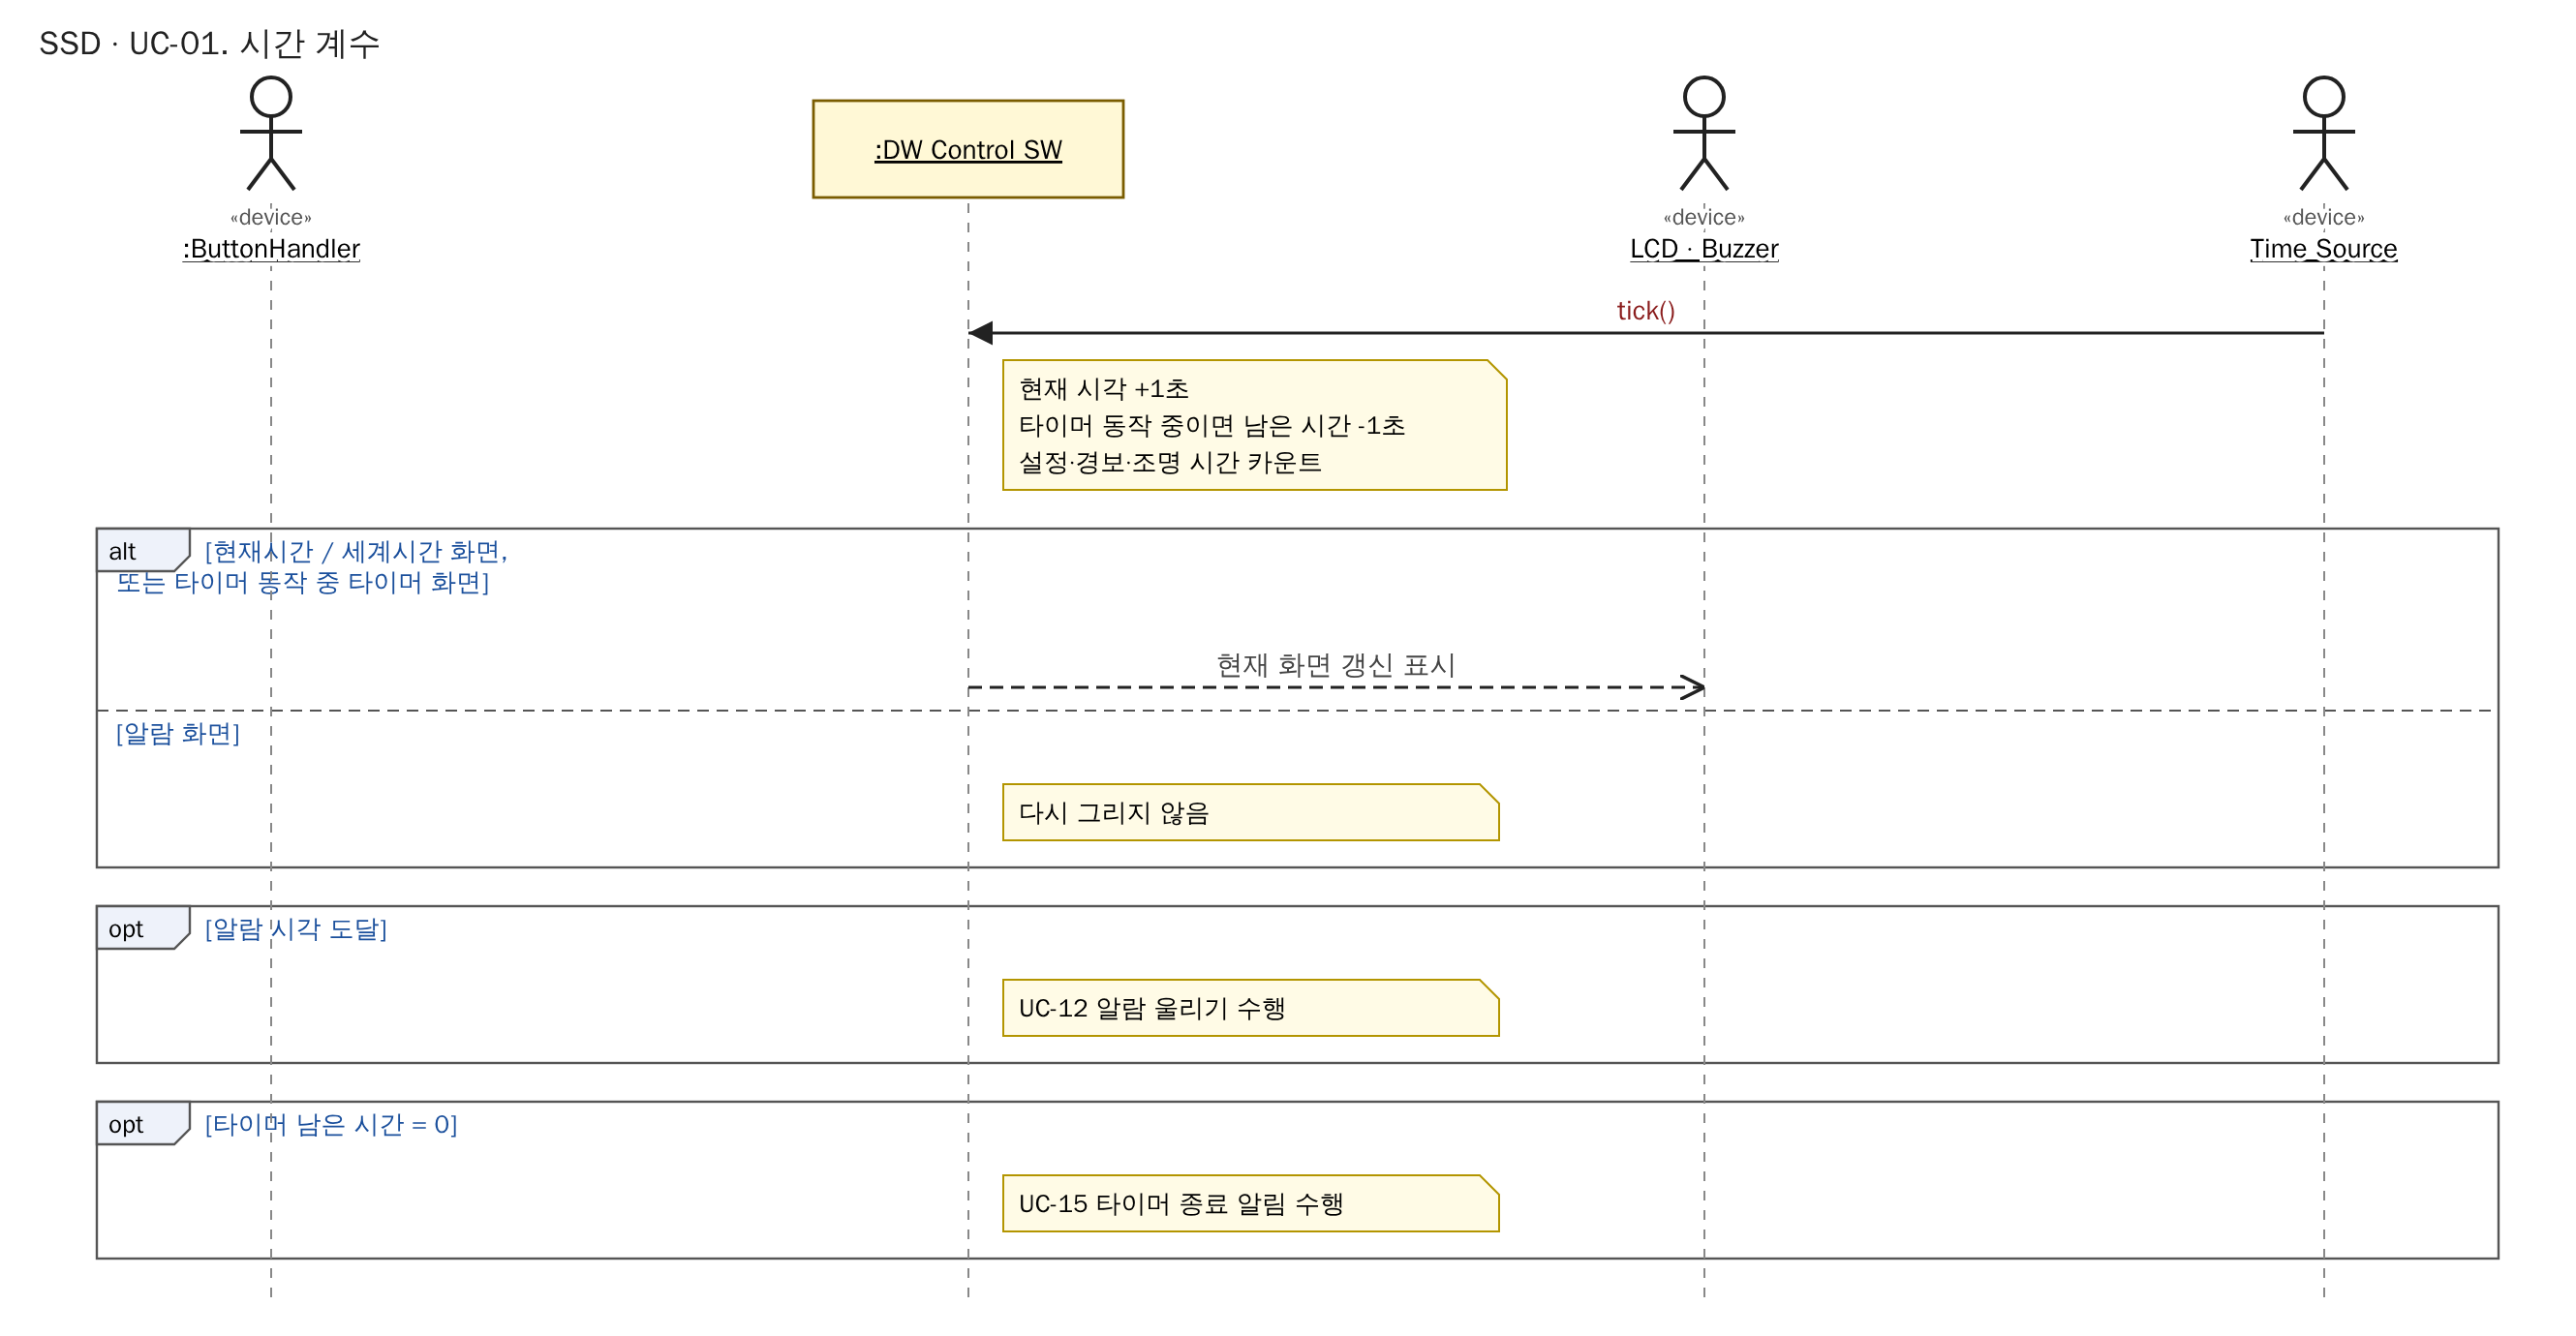 SSD · UC-01. 시간 계수
«device»
:ButtonHandler
:DW Control SW
«device»
LCD · Buzzer
«device»
Time Source
tick()
현재 시각 +1초
타이머 동작 중이면 남은 시간 -1초
설정·경보·조명 시간 카운트
alt
[현재시간 / 세계시간 화면,
또는 타이머 동작 중 타이머 화면]
현재 화면 갱신 표시
[알람 화면]
다시 그리지 않음
opt
[알람 시각 도달]
UC-12 알람 울리기 수행
opt
[타이머 남은 시간 = 0]
UC-15 타이머 종료 알림 수행